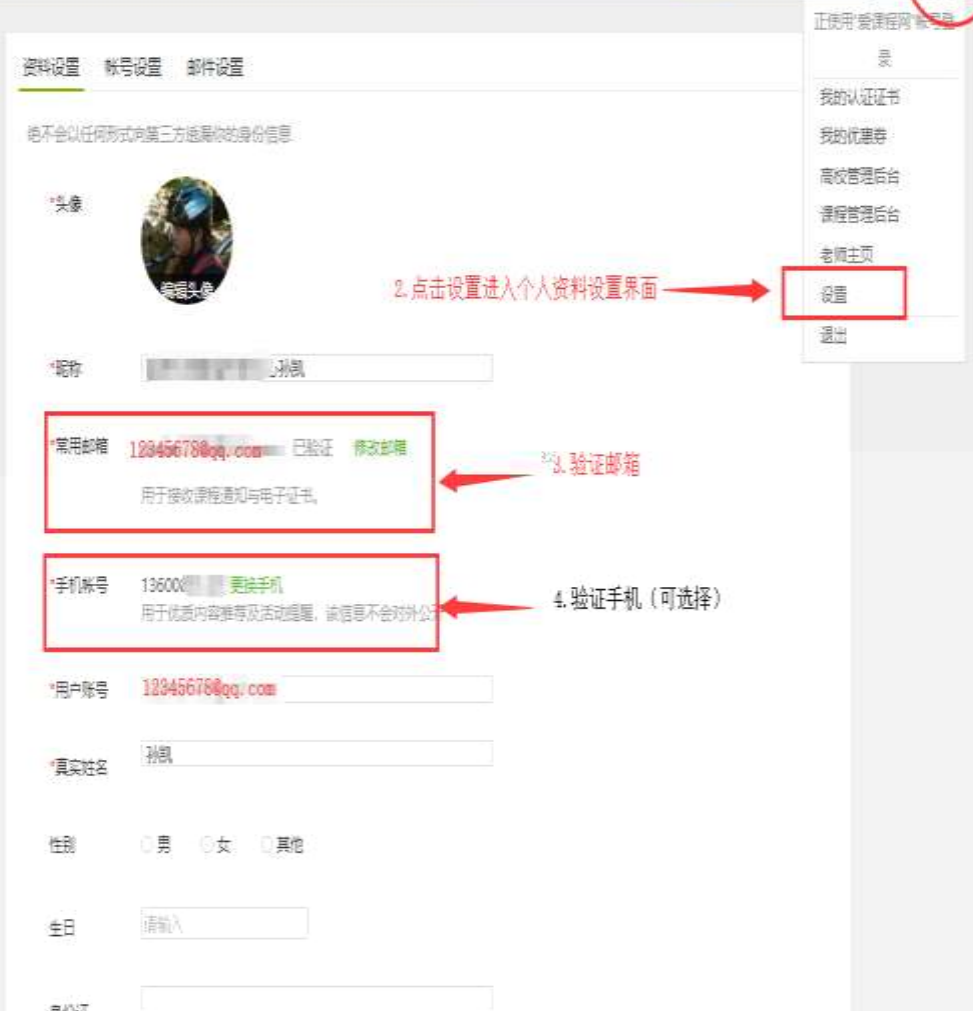 正使用"爱课程网"帐号登
录
资料设置 帐号设置 邮件设置
我的认证证书
绝不会以任何形式向第三方透漏你的身份信息
我的优惠券
高校管理后台
*头像
课程管理后台
老师主页
编辑头像
2.点击设置进入个人资料设置界面
设置
退出
*昵称 孙凯
*常用邮箱 12345678@qq.com 已验证 修改邮箱
3.验证邮箱
用于接收课程通知与电子证书。
*手机帐号 13600 更换手机
4.验证手机（可选择）
用于优质内容推荐及活动提醒，该信息不会对外公
*用户账号 12345678@qq.com
*真实姓名 孙凯
性别 男 女 其他
生日 请输入
身份证